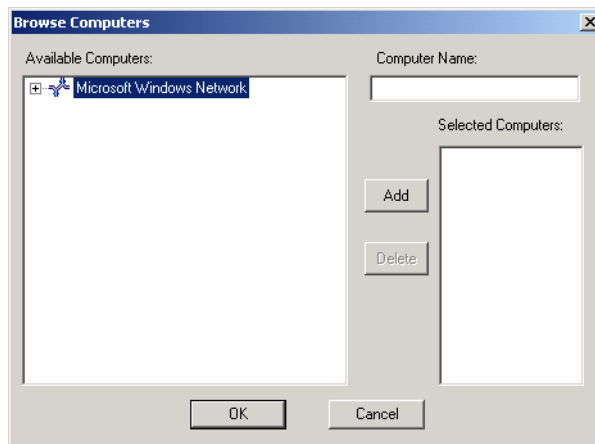 Browse Computers
Available Computers:
Computer Name:
Microsoft Windows Network
Selected Computers:
Add
Delete
OK
Cancel